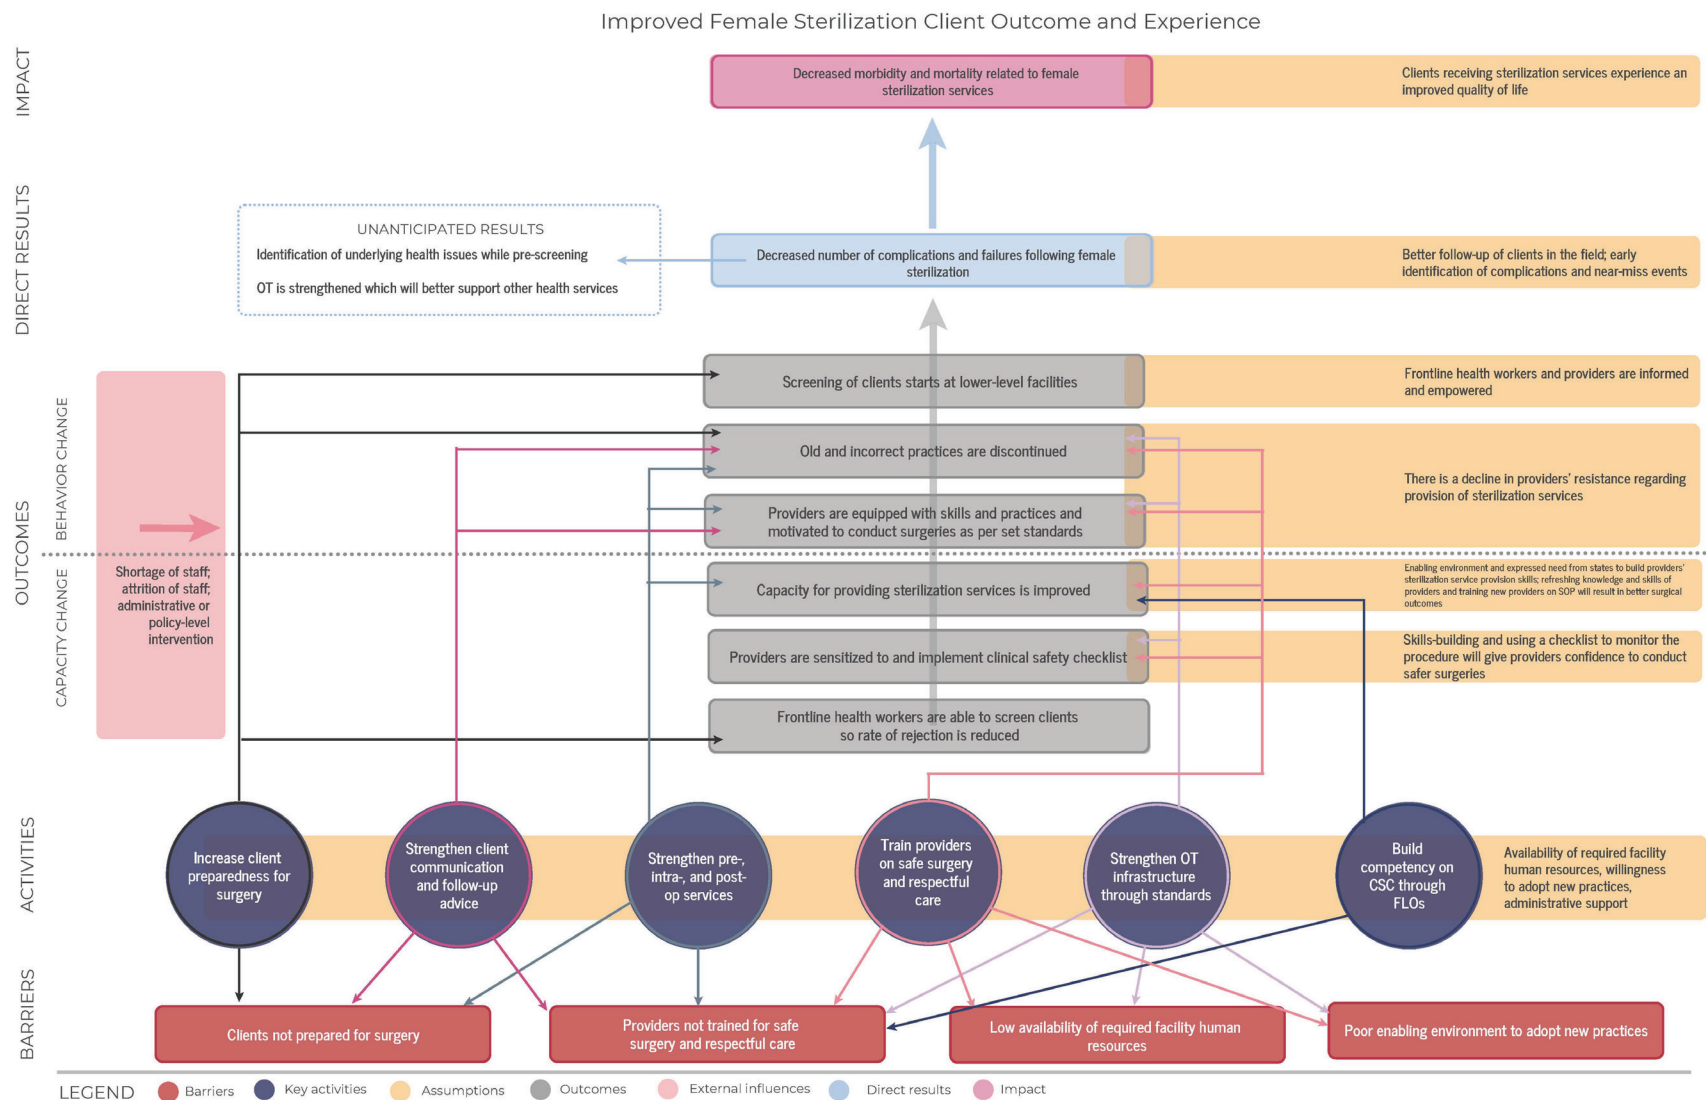 Improved Female Sterilization Client Outcome and Experience
IMPACT
Decreased morbidity and mortality related to female
sterilization services
Clients receiving sterilization services experience an
improved quality of life
DIRECT RESULTS
UNANTICIPATED RESULTS
Identification of underlying health issues while pre-screening
OT is strengthened which will better support other health services
Decreased number of complications and failures following female
sterilization
Better follow-up of clients in the field; early
identification of complications and near-miss events
OUTCOMES
BEHAVIOR CHANGE
CAPACITY CHANGE
Shortage of staff;
attrition of staff;
administrative or
policy-level
intervention
Screening of clients starts at lower-level facilities
Frontline health workers and providers are informed
and empowered
Old and incorrect practices are discontinued
There is a decline in providers' resistance regarding
provision of sterilization services
Providers are equipped with skills and practices and
motivated to conduct surgeries as per set standards
Capacity for providing sterilization services is improved
Enabling environment and expressed need from states to build providers'
sterilization service provision skills; refreshing knowledge and skills of
providers and training new providers on SOP will result in better surgical
outcomes
Providers are sensitized to and implement clinical safety checklist
Skills-building and using a checklist to monitor the
procedure will give providers confidence to conduct
safer surgeries
Frontline health workers are able to screen clients
so rate of rejection is reduced
ACTIVITIES
Increase client
preparedness for
surgery
Strengthen client
communication
and follow-up
advice
Strengthen pre-,
intra-, and post-
op services
Train providers
on safe surgery
and respectful
care
Strengthen OT
infrastructure
through standards
Build
competency on
CSC through
FLOs
Availability of required facility
human resources, willingness
to adopt new practices,
administrative support
BARRIERS
Clients not prepared for surgery
Providers not trained for safe
surgery and respectful care
Low availability of required facility human
resources
Poor enabling environment to adopt new practices
LEGEND
Barriers
Key activities
Assumptions
Outcomes
External influences
Direct results
Impact